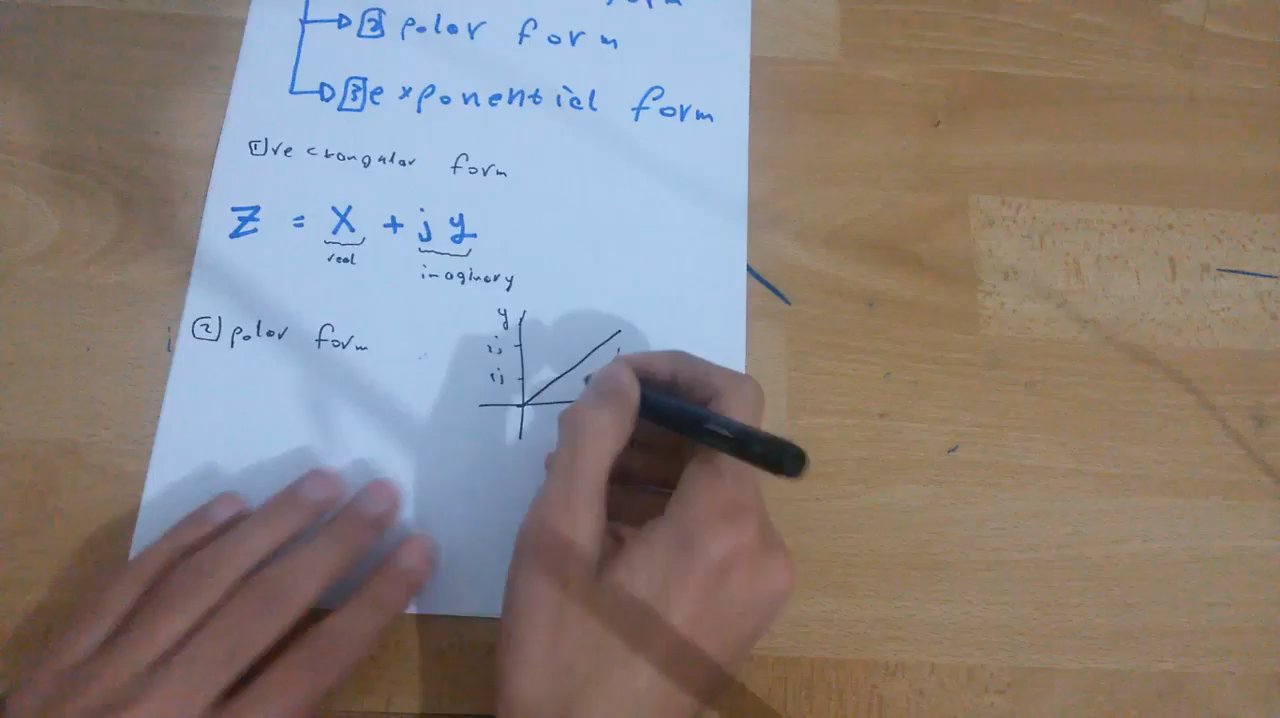 [2] polar form
[3] exponential form
[1] rectangular form
Z = X + j y
real
imaginary
[2] polar form
y